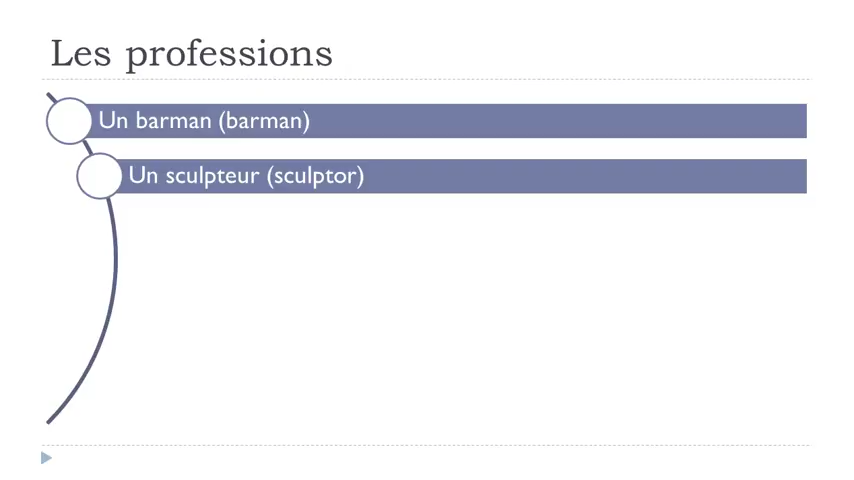 Les professions
Un barman (barman)
Un sculpteur (sculptor)